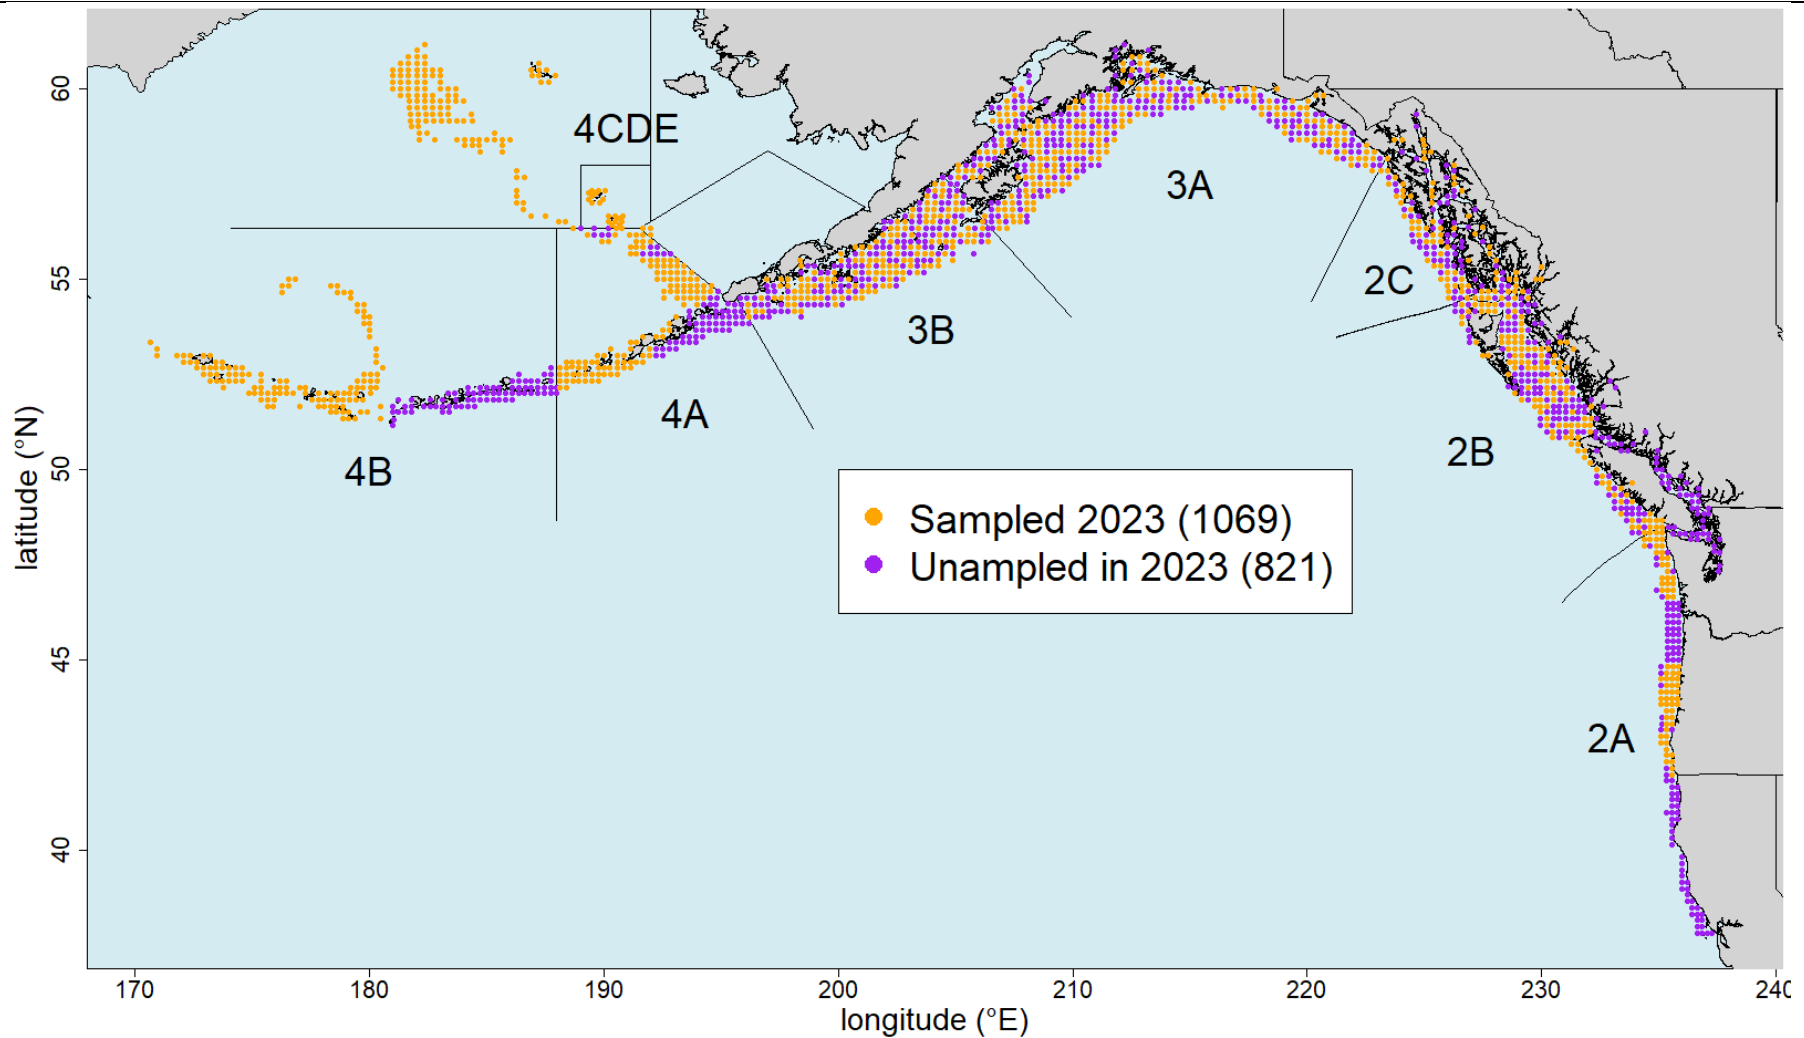 60
55
50
45
40
latitude (°N)
4CDE
3A
2C
3B
4A
2B
4B
Sampled 2023 (1069)
Unampled in 2023 (821)
2A
170
180
190
200
210
220
230
240
longitude (°E)